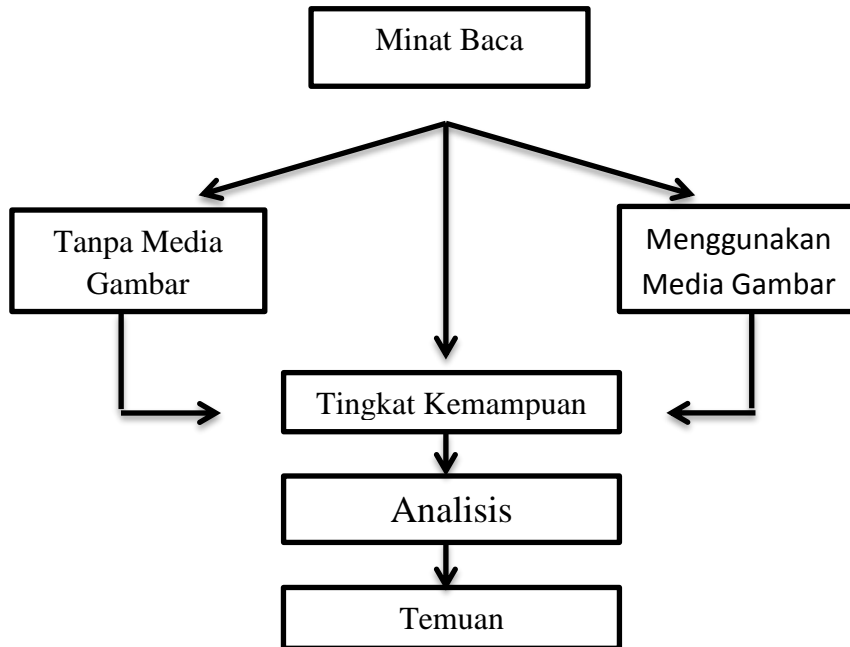 Minat Baca
Tanpa Media
Gambar
Menggunakan
Media Gambar
Tingkat Kemampuan
Analisis
Temuan